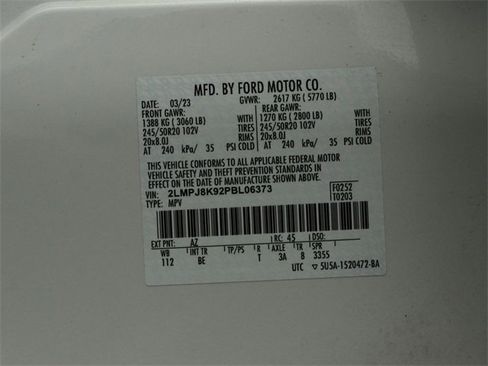 MFD. BY FORD MOTOR CO.
DATE: 03/23 GVWR: 2617 KG ( 5770 LB)
FRONT GAWR: REAR GAWR:
1388 KG ( 3060 LB) WITH 1270 KG ( 2800 LB) WITH
245/50R20 102V TIRES 245/50R20 102V TIRES
20x8.0J RIMS 20x8.0J RIMS
AT 240 kPa/ 35 PSI COLD AT 240 kPa/ 35 PSI COLD
THIS VEHICLE CONFORMS TO ALL APPLICABLE FEDERAL MOTOR
VEHICLE SAFETY AND THEFT PREVENTION STANDARDS IN
EFFECT ON THE DATE OF MANUFACTURE SHOWN ABOVE.
VIN: 2LMPJ8K92PBL06373 F0252
TYPE: MPV T0203
EXT PNT: AZ RC: 45 DSO:
WB INT TR TP/PS R AXLE TR SPR
112 BE T 3A 8 3355
UTC ▽ 5U5A-1520472-BA